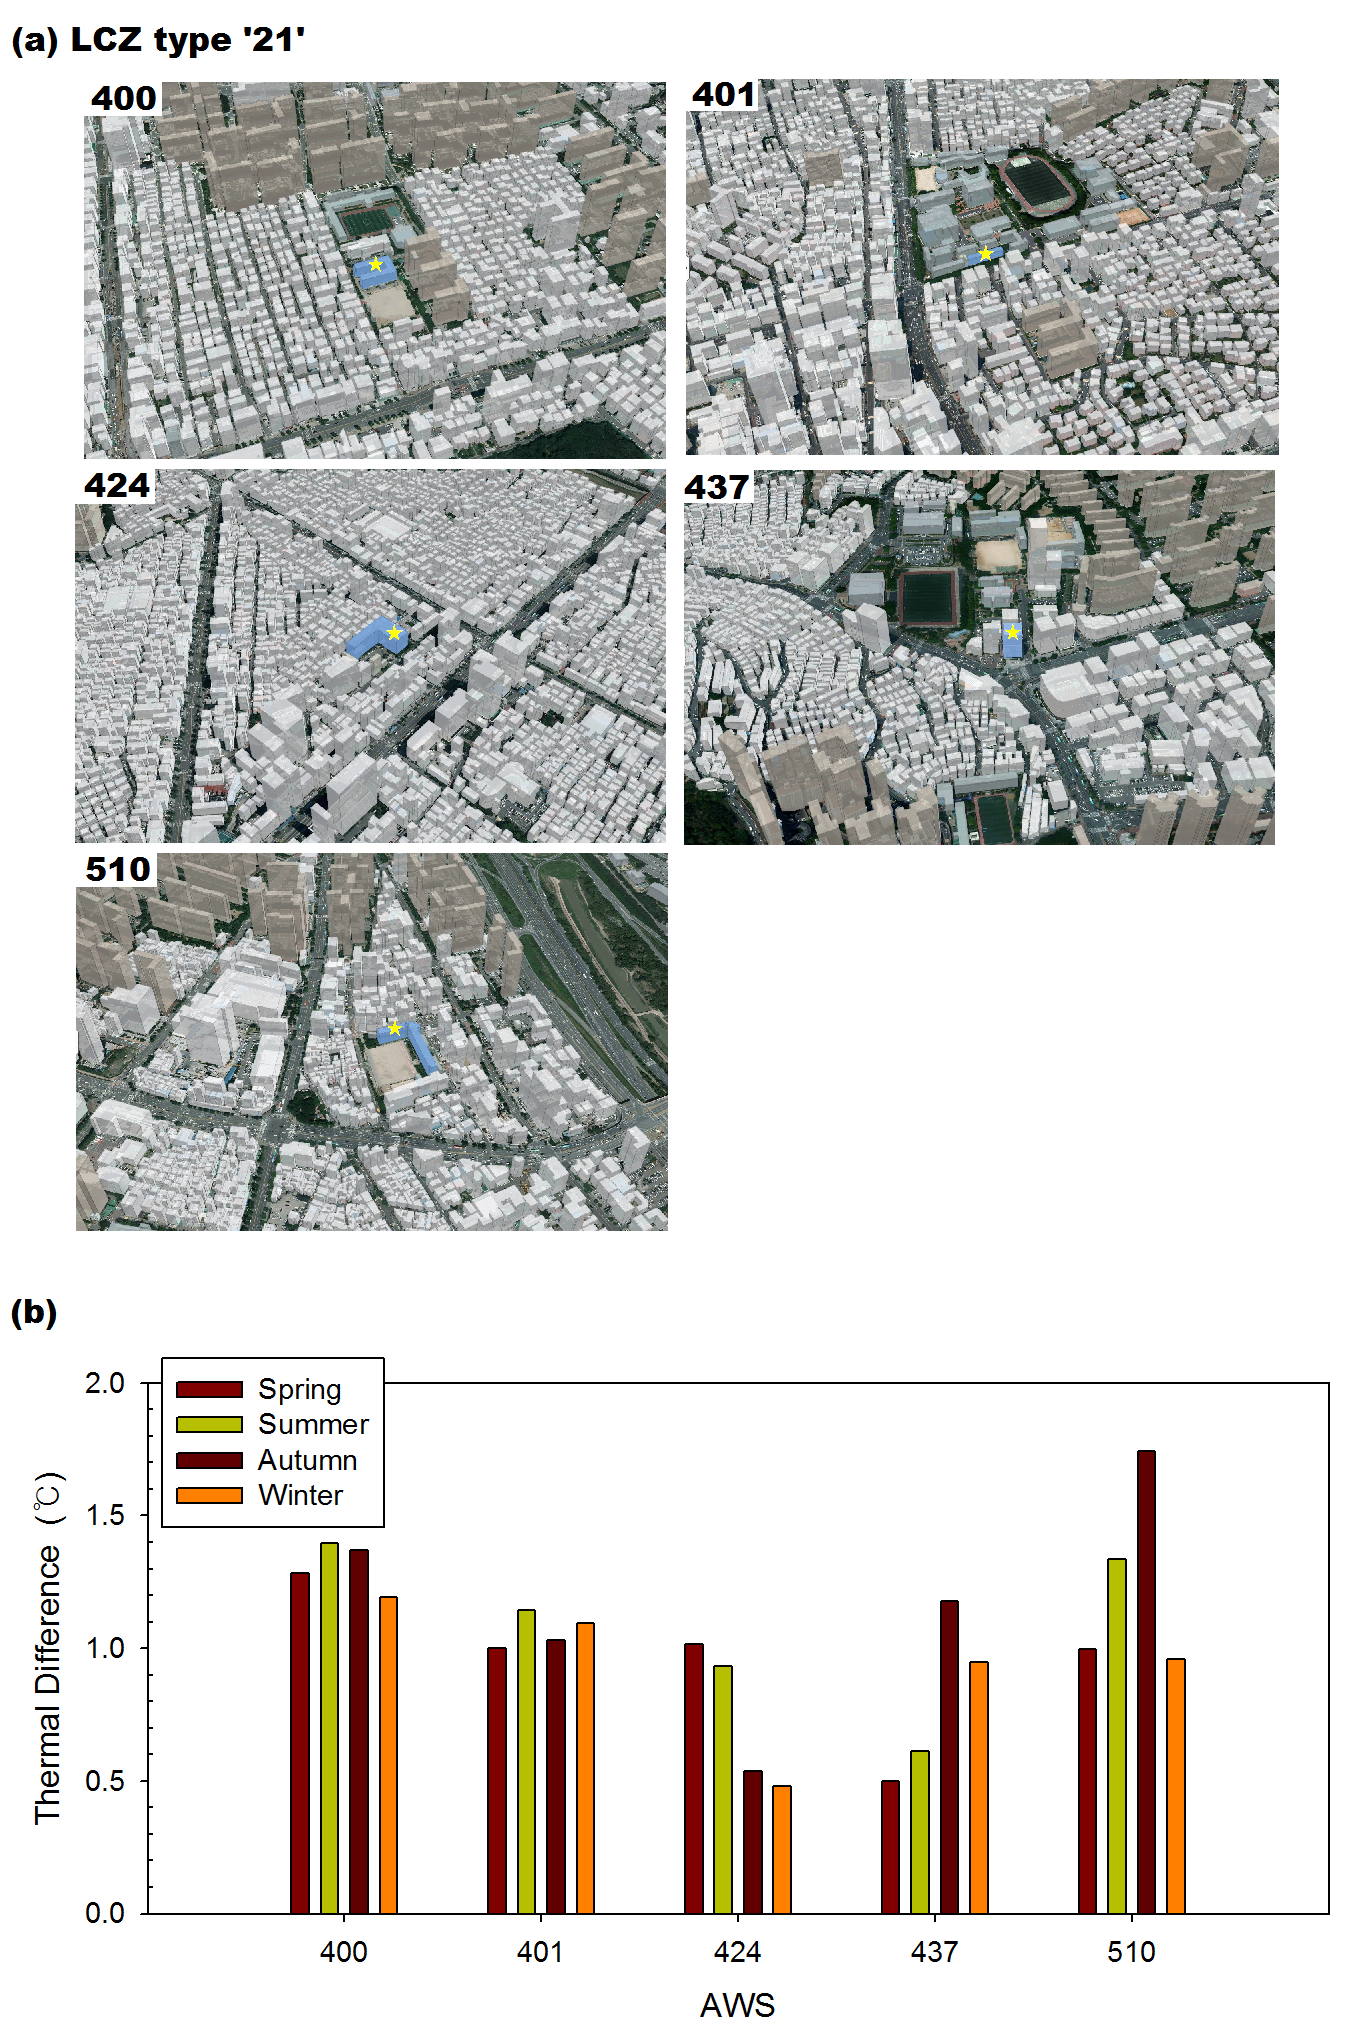 (a) LCZ type '21'
400
401
424
437
510
(b)
2.0
1.5
1.0
0.5
0.0
Thermal Difference (℃)
Spring
Summer
Autumn
Winter
400 401 424 437 510
AWS